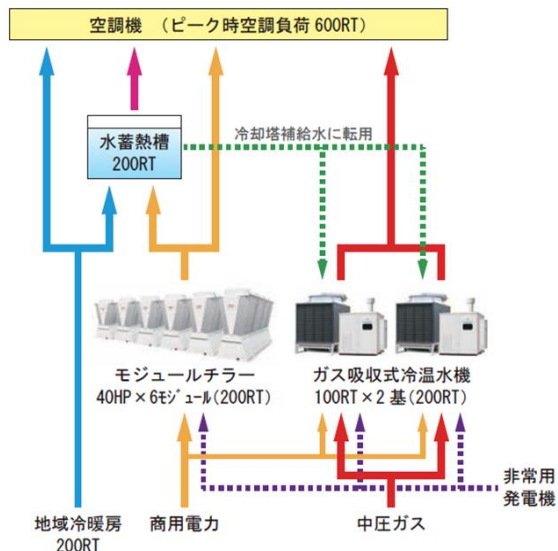 空調機 (ピーク時空調負荷 600RT)
水蓄熱槽
200RT
冷却塔補給水に転用
モジュールチラー
40HP×6ﾓｼﾞｭｰﾙ(200RT)
ガス吸収式冷温水機
100RT×2基(200RT)
非常用
発電機
地域冷暖房
200RT
商用電力
中圧ガス